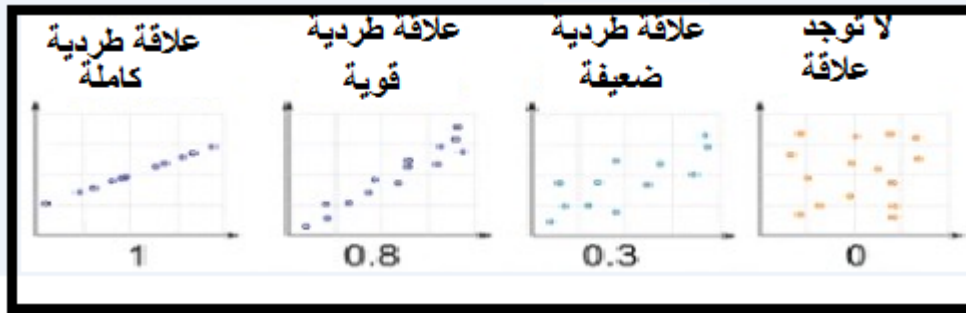 علاقة طردية
كاملة
علاقة طردية
قوية
علاقة طردية
ضعيفة
لا توجد
علاقة
1
0.8
0.3
0